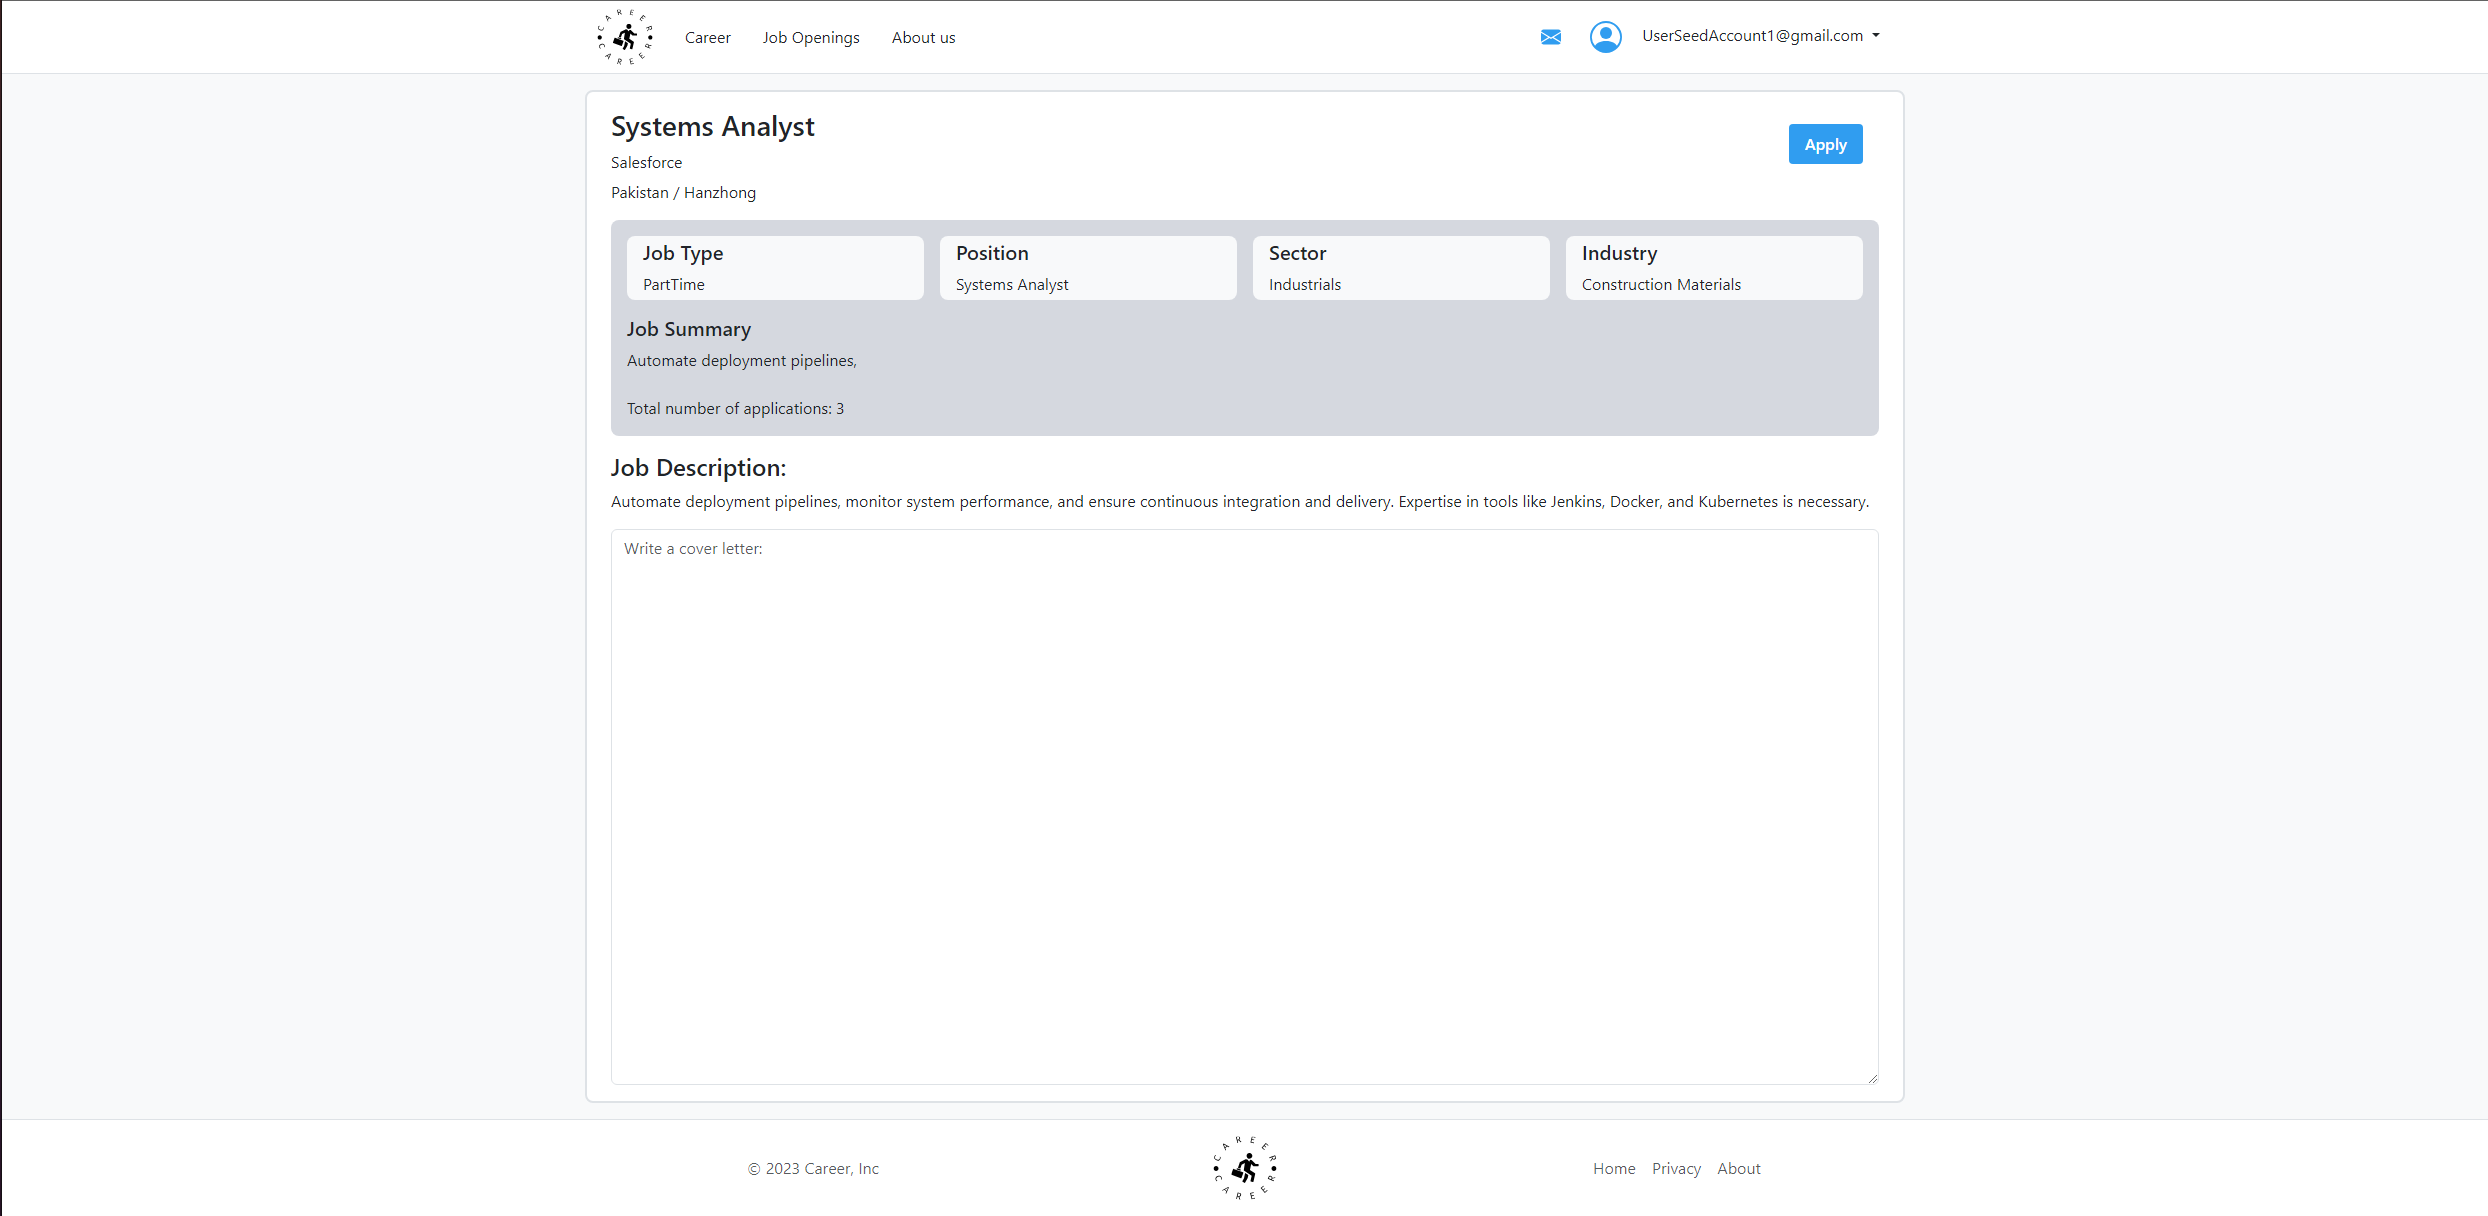 CAREER CAREER
Career Job Openings About us
UserSeedAccount1@gmail.com
Systems Analyst
Apply
Salesforce
Pakistan / Hanzhong
Job Type
PartTime
Position
Systems Analyst
Sector
Industrials
Industry
Construction Materials
Job Summary
Automate deployment pipelines,
Total number of applications: 3
Job Description:
Automate deployment pipelines, monitor system performance, and ensure continuous integration and delivery. Expertise in tools like Jenkins, Docker, and Kubernetes is necessary.
Write a cover letter:
© 2023 Career, Inc
CAREER CAREER
Home Privacy About